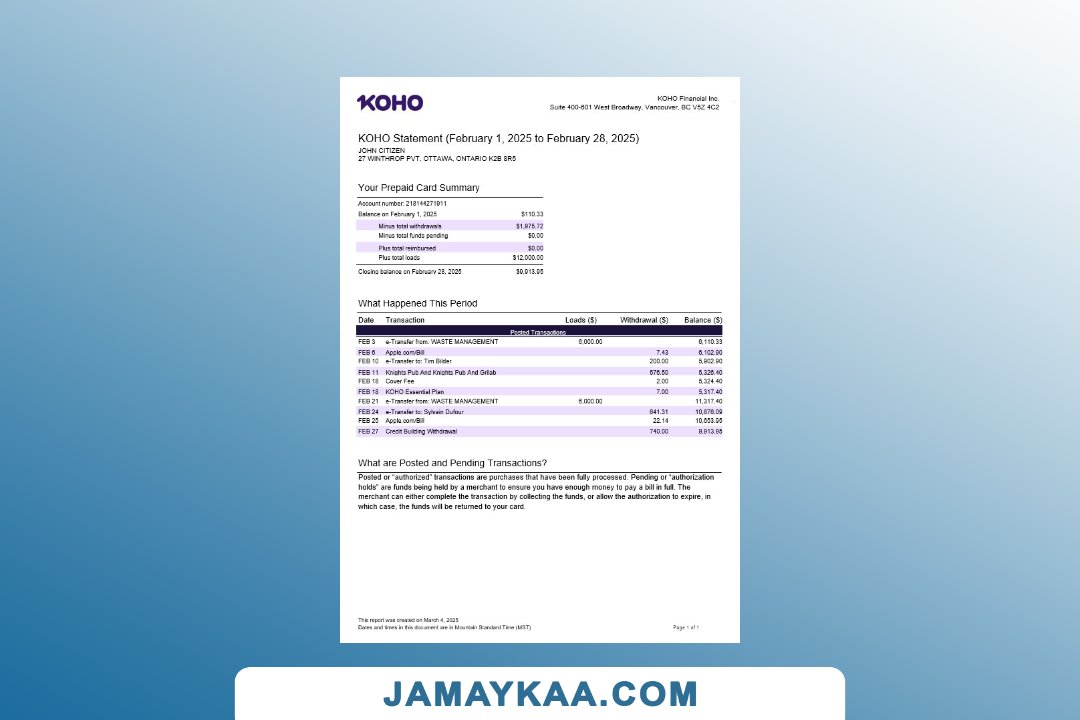 KOHO
KOHO Financial Inc.
Suite 400-601 West Broadway, Vancouver, BC V5Z 4C2
KOHO Statement (February 1, 2025 to February 28, 2025)
JOHN CITIZEN
27 WINTHROP PVT, OTTAWA, ONTARIO K2B 8R5
Your Prepaid Card Summary
Account number: 218144271911
Balance on February 1, 2025 $110.33
Minus total withdrawals $1,975.72
Minus total funds pending $0.00
Plus total reimbursed $0.00
Plus total loads $12,000.00
Closing balance on February 28, 2025 $9,913.95
What Happened This Period
Date Transaction Loads ($) Withdrawal ($) Balance ($)
Posted Transactions
FEB 3 e-Transfer from: WASTE MANAGEMENT 6,000.00 6,110.33
FEB 6 Apple.com/Bill 7.43 6,102.90
FEB 10 e-Transfer to: Tim Bilder 200.00 5,902.90
FEB 11 Knights Pub And Knights Pub And Grilab 576.50 5,326.40
FEB 18 Cover Fee 2.00 5,324.40
FEB 18 KOHO Essential Plan 7.00 5,317.40
FEB 21 e-Transfer from: WASTE MANAGEMENT 6,000.00 11,317.40
FEB 24 e-Transfer to: Sylvain Dufour 641.31 10,676.09
FEB 25 Apple.com/Bill 22.14 10,653.95
FEB 27 Credit Building Withdrawal 740.00 9,913.95
What are Posted and Pending Transactions?
Posted or "authorized" transactions are purchases that have been fully processed. Pending or "authorization
holds" are funds being held by a merchant to ensure you have enough money to pay a bill in full. The
merchant can either complete the transaction by collecting the funds, or allow the authorization to expire, in
which case, the funds will be returned to your card.
This report was created on March 4, 2025
Dates and times in this document are in Mountain Standard Time (MST)
Page 1 of 1
JAMAYKAA.COM